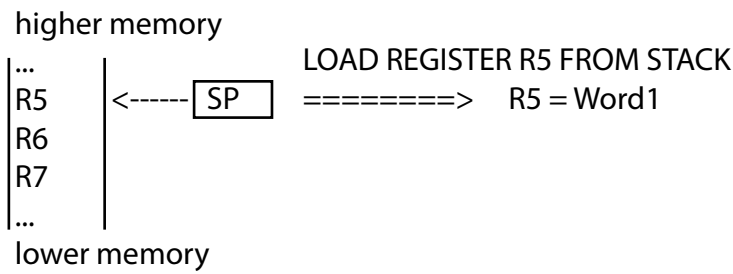 higher memory
... LOAD REGISTER R5 FROM STACK
R5 <------ SP ========> R5 = Word1
R6
R7
...
lower memory